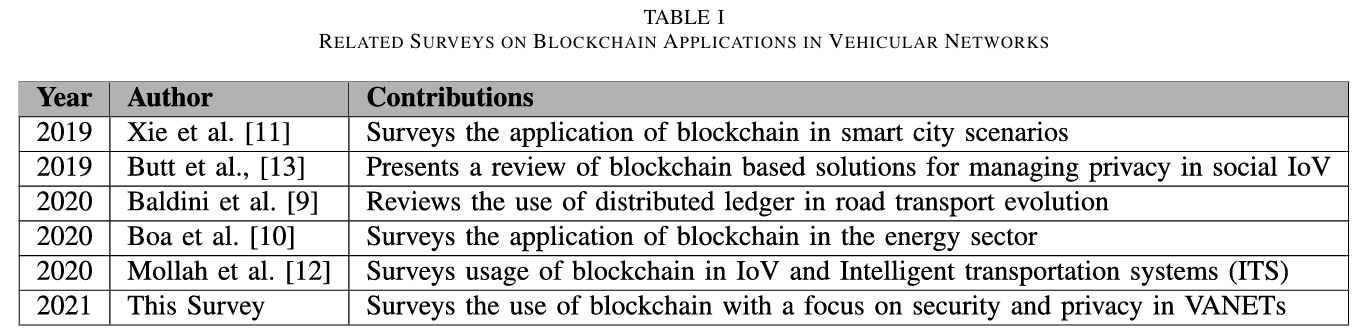 TABLE I
RELATED SURVEYS ON BLOCKCHAIN APPLICATIONS IN VEHICULAR NETWORKS
Year Author Contributions
2019 Xie et al. [11] Surveys the application of blockchain in smart city scenarios
2019 Butt et al., [13] Presents a review of blockchain based solutions for managing privacy in social IoV
2020 Baldini et al. [9] Reviews the use of distributed ledger in road transport evolution
2020 Boa et al. [10] Surveys the application of blockchain in the energy sector
2020 Mollah et al. [12] Surveys usage of blockchain in IoV and Intelligent transportation systems (ITS)
2021 This Survey Surveys the use of blockchain with a focus on security and privacy in VANETs